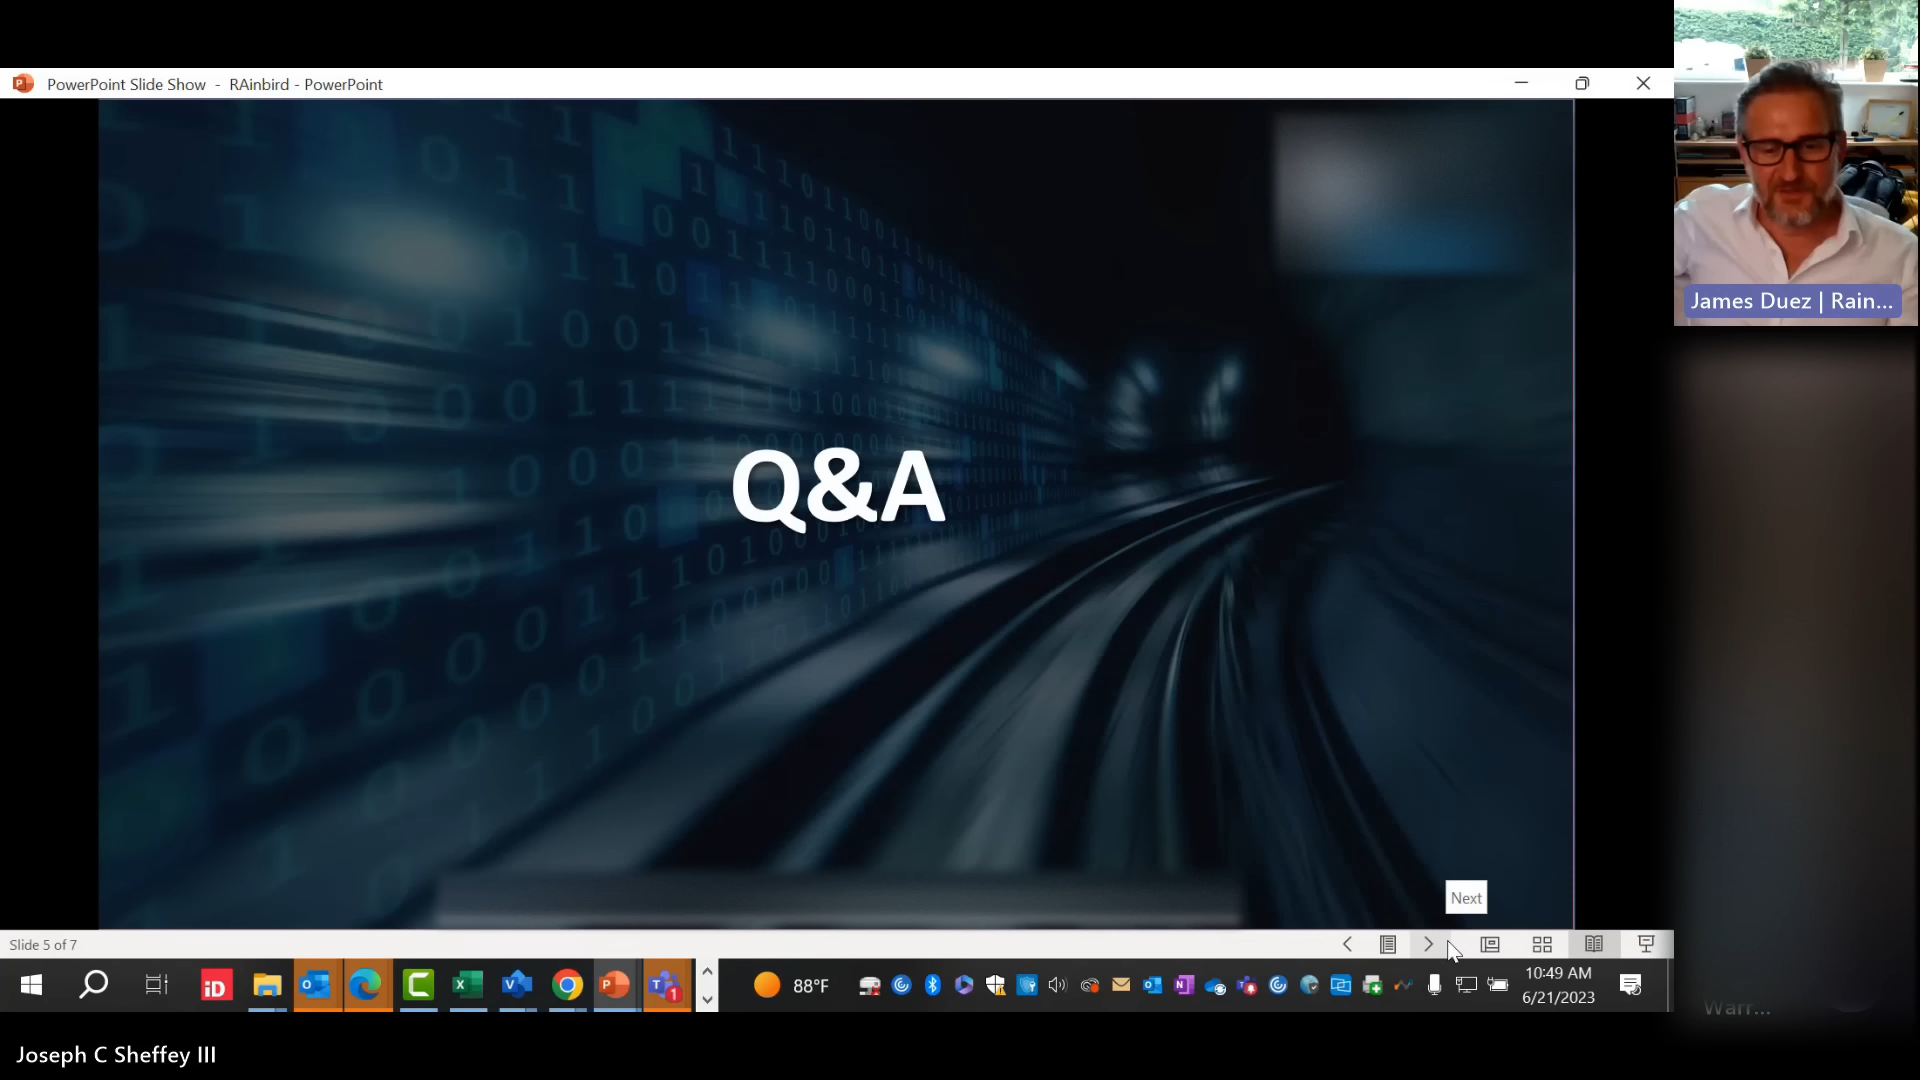 PowerPoint Slide Show - RAinbird - PowerPoint
James Duez | Rain...
Q&A
Next
Slide 5 of 7
88°F
10:49 AM
6/21/2023
Warr...
Joseph C Sheffey III